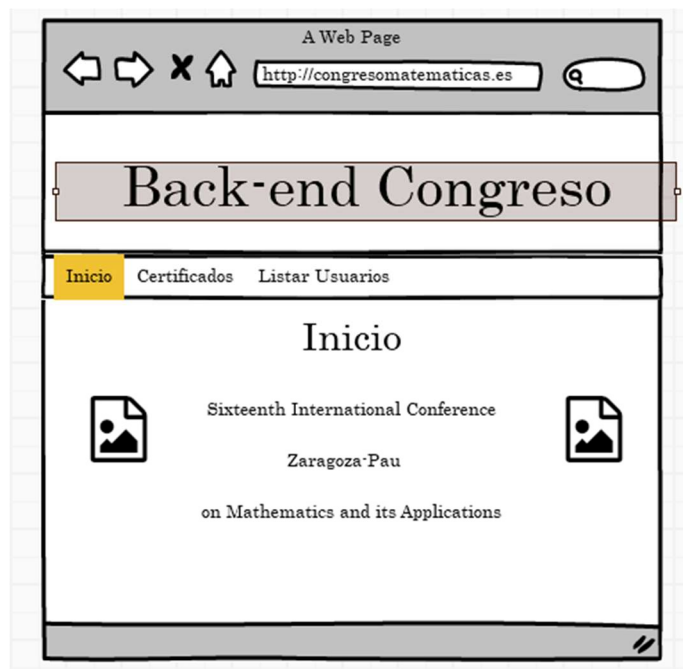 A Web Page
http://congresomatematicas.es
Back-end Congreso
Inicio Certificados Listar Usuarios
Inicio
Sixteenth International Conference
Zaragoza-Pau
on Mathematics and its Applications